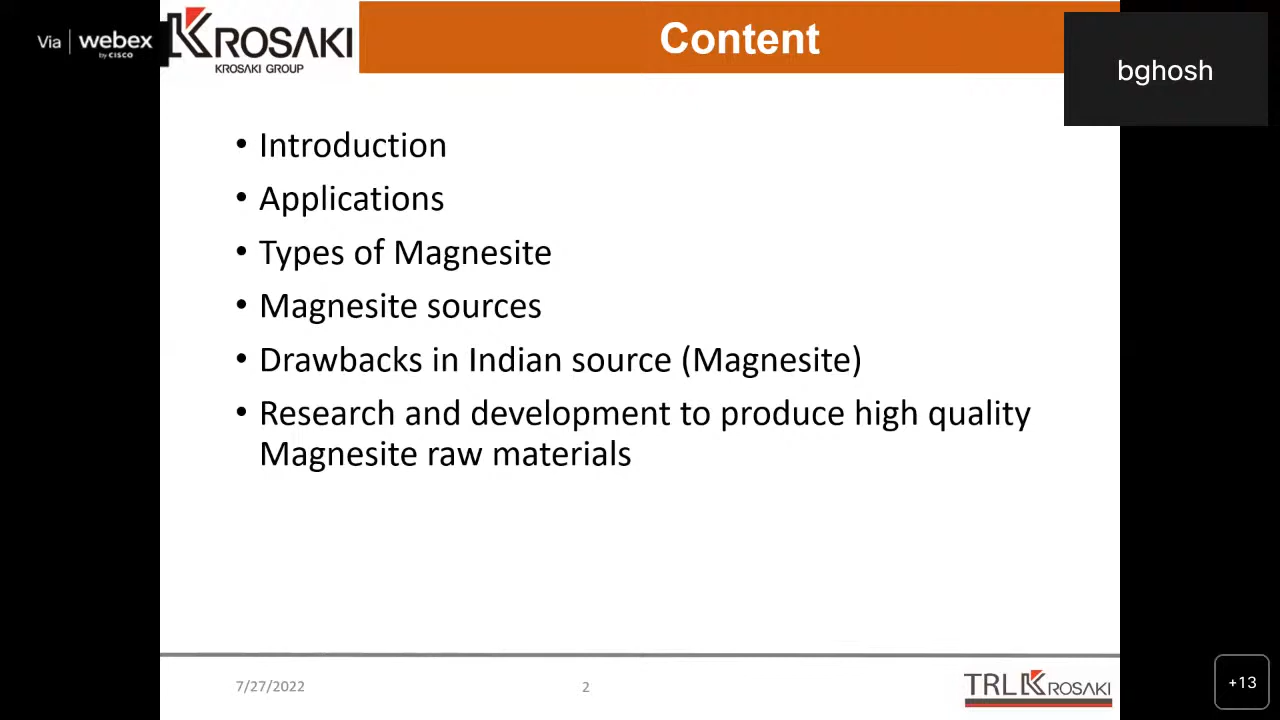 Via webex
by CISCO
KROSAKI
KROSAKI GROUP
Content
bghosh
• Introduction
• Applications
• Types of Magnesite
• Magnesite sources
• Drawbacks in Indian source (Magnesite)
• Research and development to produce high quality
Magnesite raw materials
7/27/2022
2
TRL KROSAKI
+13